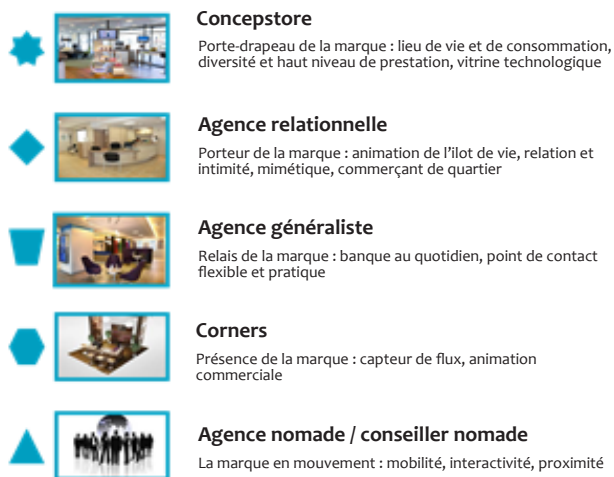 Concepstore
Porte-drapeau de la marque : lieu de vie et de consommation,
diversité et haut niveau de prestation, vitrine technologique
Agence relationnelle
Porteur de la marque : animation de l'ilot de vie, relation et
intimité, mimétique, commerçant de quartier
Agence généraliste
Relais de la marque : banque au quotidien, point de contact
flexible et pratique
Corners
Présence de la marque : capteur de flux, animation
commerciale
Agence nomade / conseiller nomade
La marque en mouvement : mobilité, interactivité, proximité